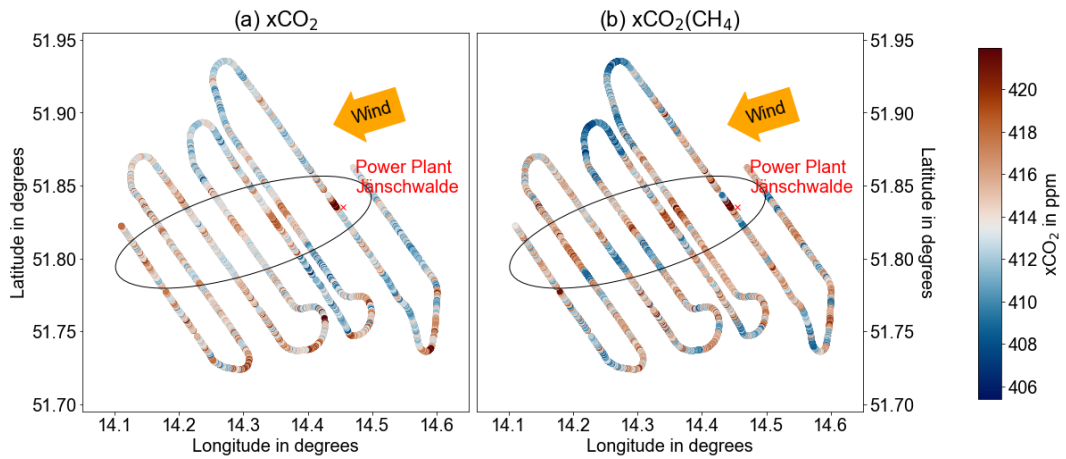 (a) xCO₂
(b) xCO₂(CH₄)
51.95
51.90
51.85
51.80
51.75
51.70
Latitude in degrees
Wind
Power Plant
Jänschwalde
14.1 14.2 14.3 14.4 14.5 14.6
Longitude in degrees
Wind
Power Plant
Jänschwalde
14.1 14.2 14.3 14.4 14.5 14.6
Longitude in degrees
51.95
51.90
51.85
51.80
51.75
51.70
Latitude in degrees
420
418
416
414
412
410
408
406
xCO₂ in ppm